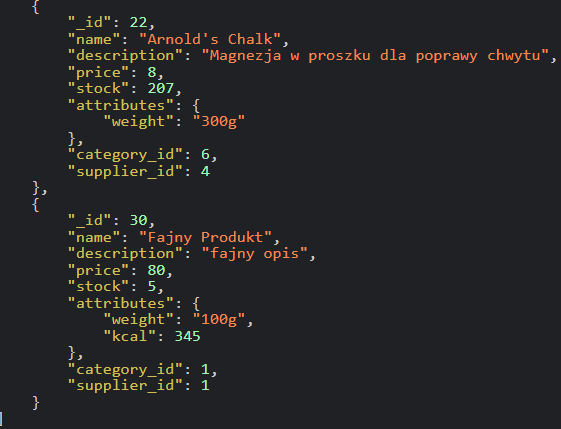 {
"_id": 22,
"name": "Arnold's Chalk",
"description": "Magnezja w proszku dla poprawy chwytu",
"price": 8,
"stock": 207,
"attributes": {
"weight": "300g"
},
"category_id": 6,
"supplier_id": 4
},
{
"_id": 30,
"name": "Fajny Produkt",
"description": "fajny opis",
"price": 80,
"stock": 5,
"attributes": {
"weight": "100g",
"kcal": 345
},
"category_id": 1,
"supplier_id": 1
}